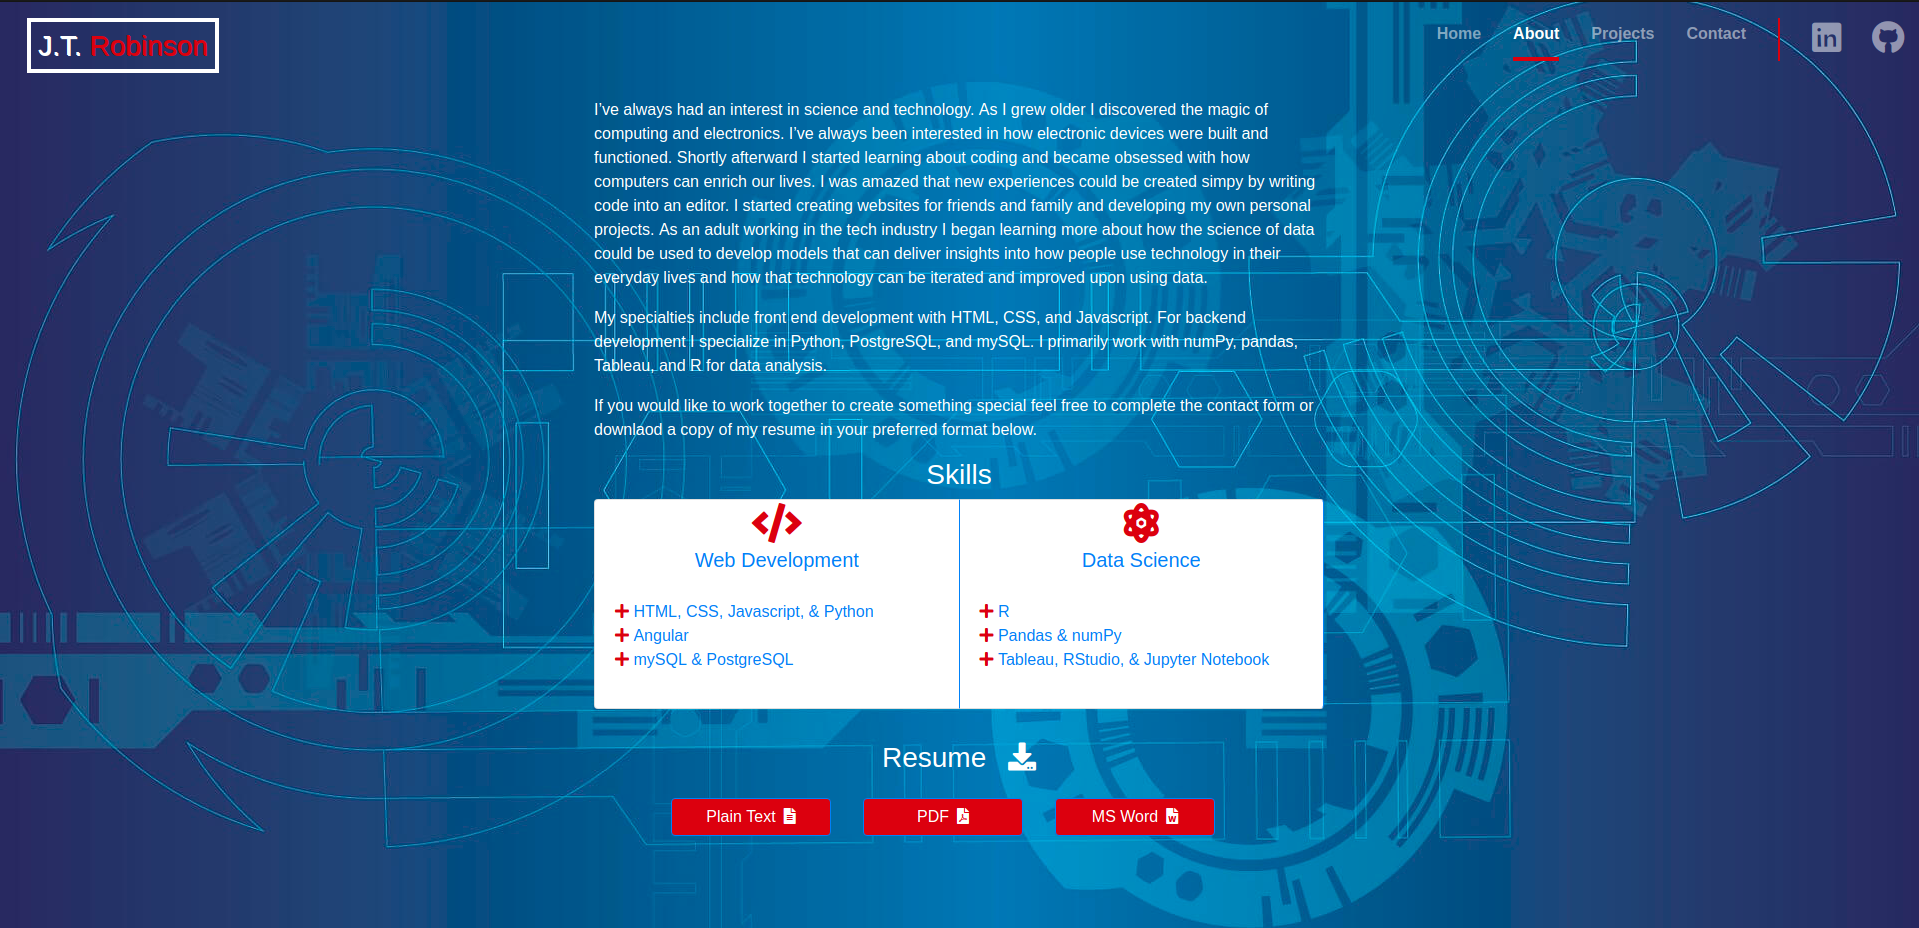 J.T. Robinson
Home About Projects Contact
I've always had an interest in science and technology. As I grew older I discovered the magic of
computing and electronics. I've always been interested in how electronic devices were built and
functioned. Shortly afterward I started learning about coding and became obsessed with how
computers can enrich our lives. I was amazed that new experiences could be created simpy by writing
code into an editor. I started creating websites for friends and family and developing my own personal
projects. As an adult working in the tech industry I began learning more about how the science of data
could be used to develop models that can deliver insights into how people use technology in their
everyday lives and how that technology can be iterated and improved upon using data.
My specialties include front end development with HTML, CSS, and Javascript. For backend
development I specialize in Python, PostgreSQL, and mySQL. I primarily work with numPy, pandas,
Tableau, and R for data analysis.
If you would like to work together to create something special feel free to complete the contact form or
downlaod a copy of my resume in your preferred format below.
Skills
Web Development
HTML, CSS, Javascript, & Python
Angular
mySQL & PostgreSQL
Data Science
R
Pandas & numPy
Tableau, RStudio, & Jupyter Notebook
Resume
Plain Text
PDF
MS Word